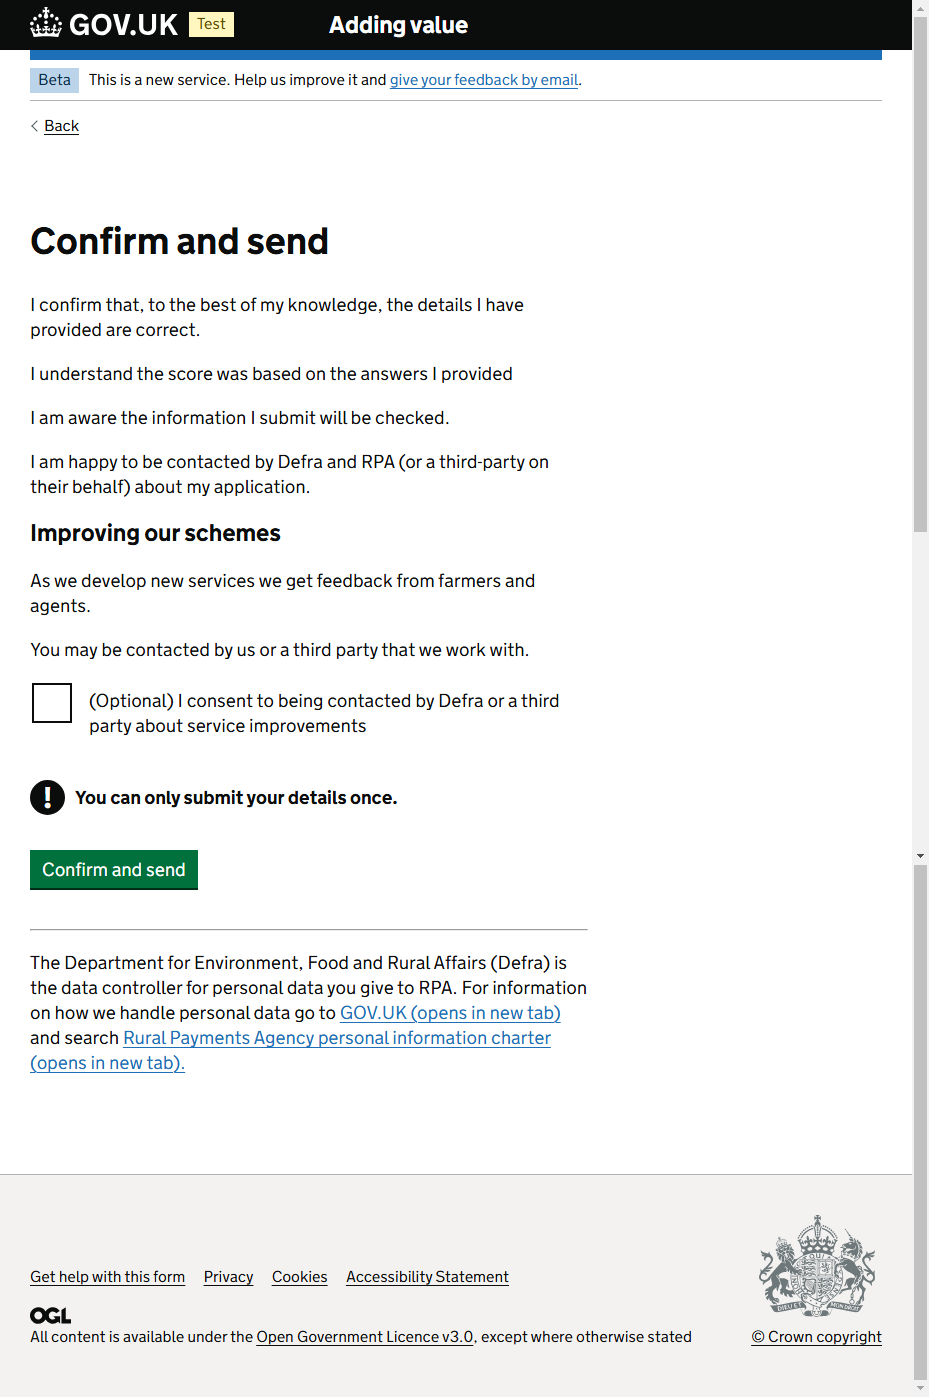 GOV.UK Test Adding value
Beta This is a new service. Help us improve it and give your feedback by email.
Back
Confirm and send
I confirm that, to the best of my knowledge, the details I have
provided are correct.
I understand the score was based on the answers I provided
I am aware the information I submit will be checked.
I am happy to be contacted by Defra and RPA (or a third-party on
their behalf) about my application.
Improving our schemes
As we develop new services we get feedback from farmers and
agents.
You may be contacted by us or a third party that we work with.
(Optional) I consent to being contacted by Defra or a third
party about service improvements
! You can only submit your details once.
Confirm and send
The Department for Environment, Food and Rural Affairs (Defra) is
the data controller for personal data you give to RPA. For information
on how we handle personal data go to GOV.UK (opens in new tab)
and search Rural Payments Agency personal information charter
(opens in new tab).
Get help with this form Privacy Cookies Accessibility Statement
OGL
All content is available under the Open Government Licence v3.0, except where otherwise stated
© Crown copyright